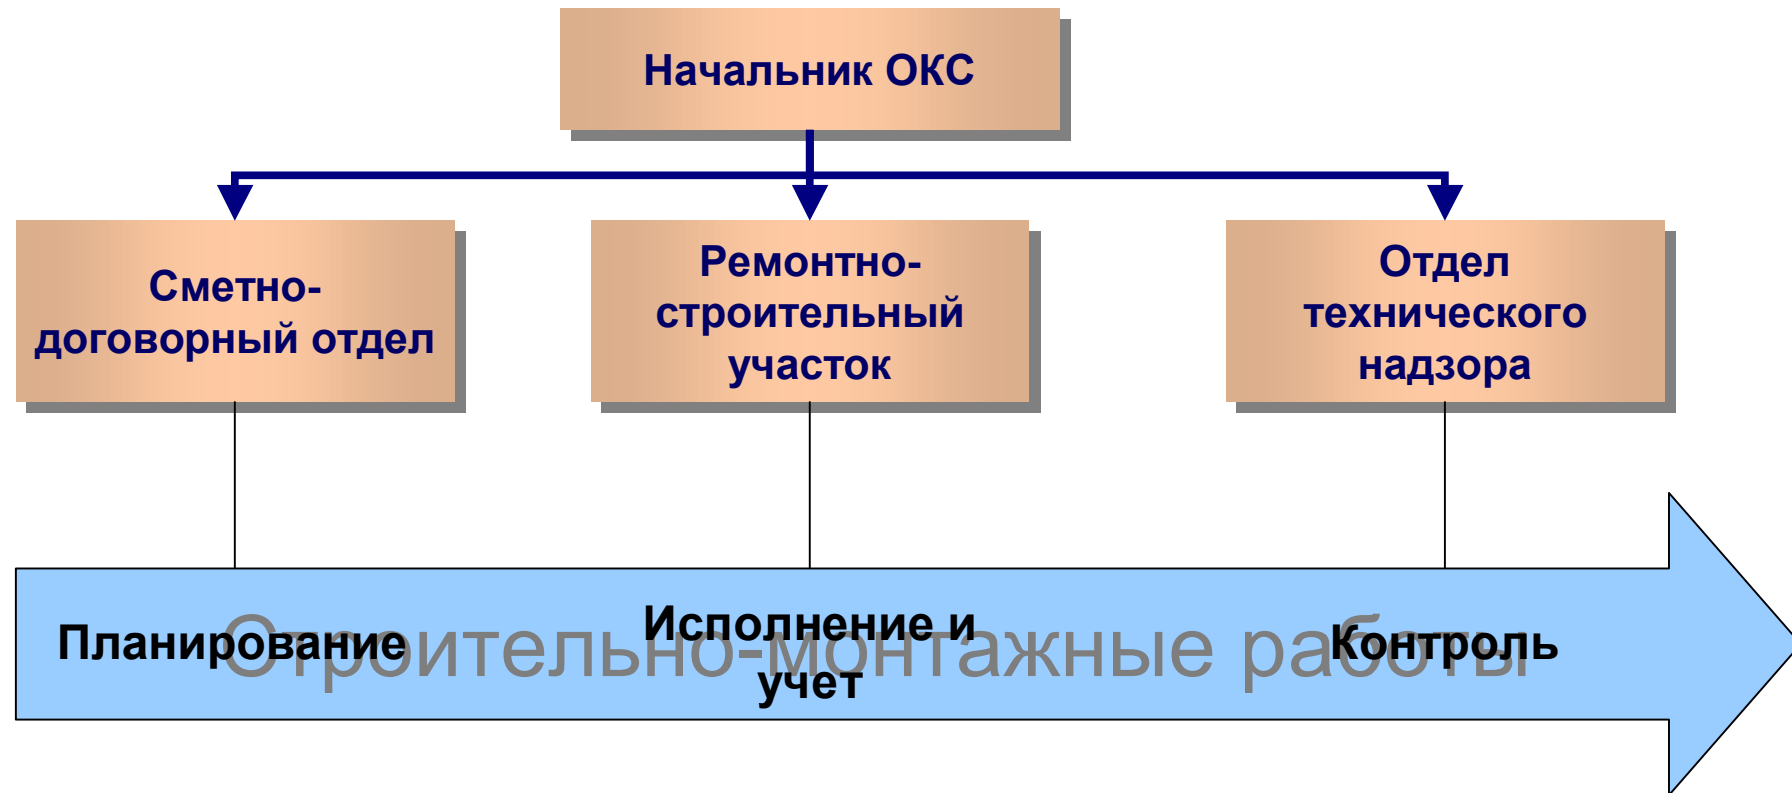 Начальник ОКС
Сметно-
договорный отдел
Ремонтно-
строительный
участок
Отдел
технического
надзора
Строительно-монтажные работы
Планирование
Исполнение и
учет
Контроль